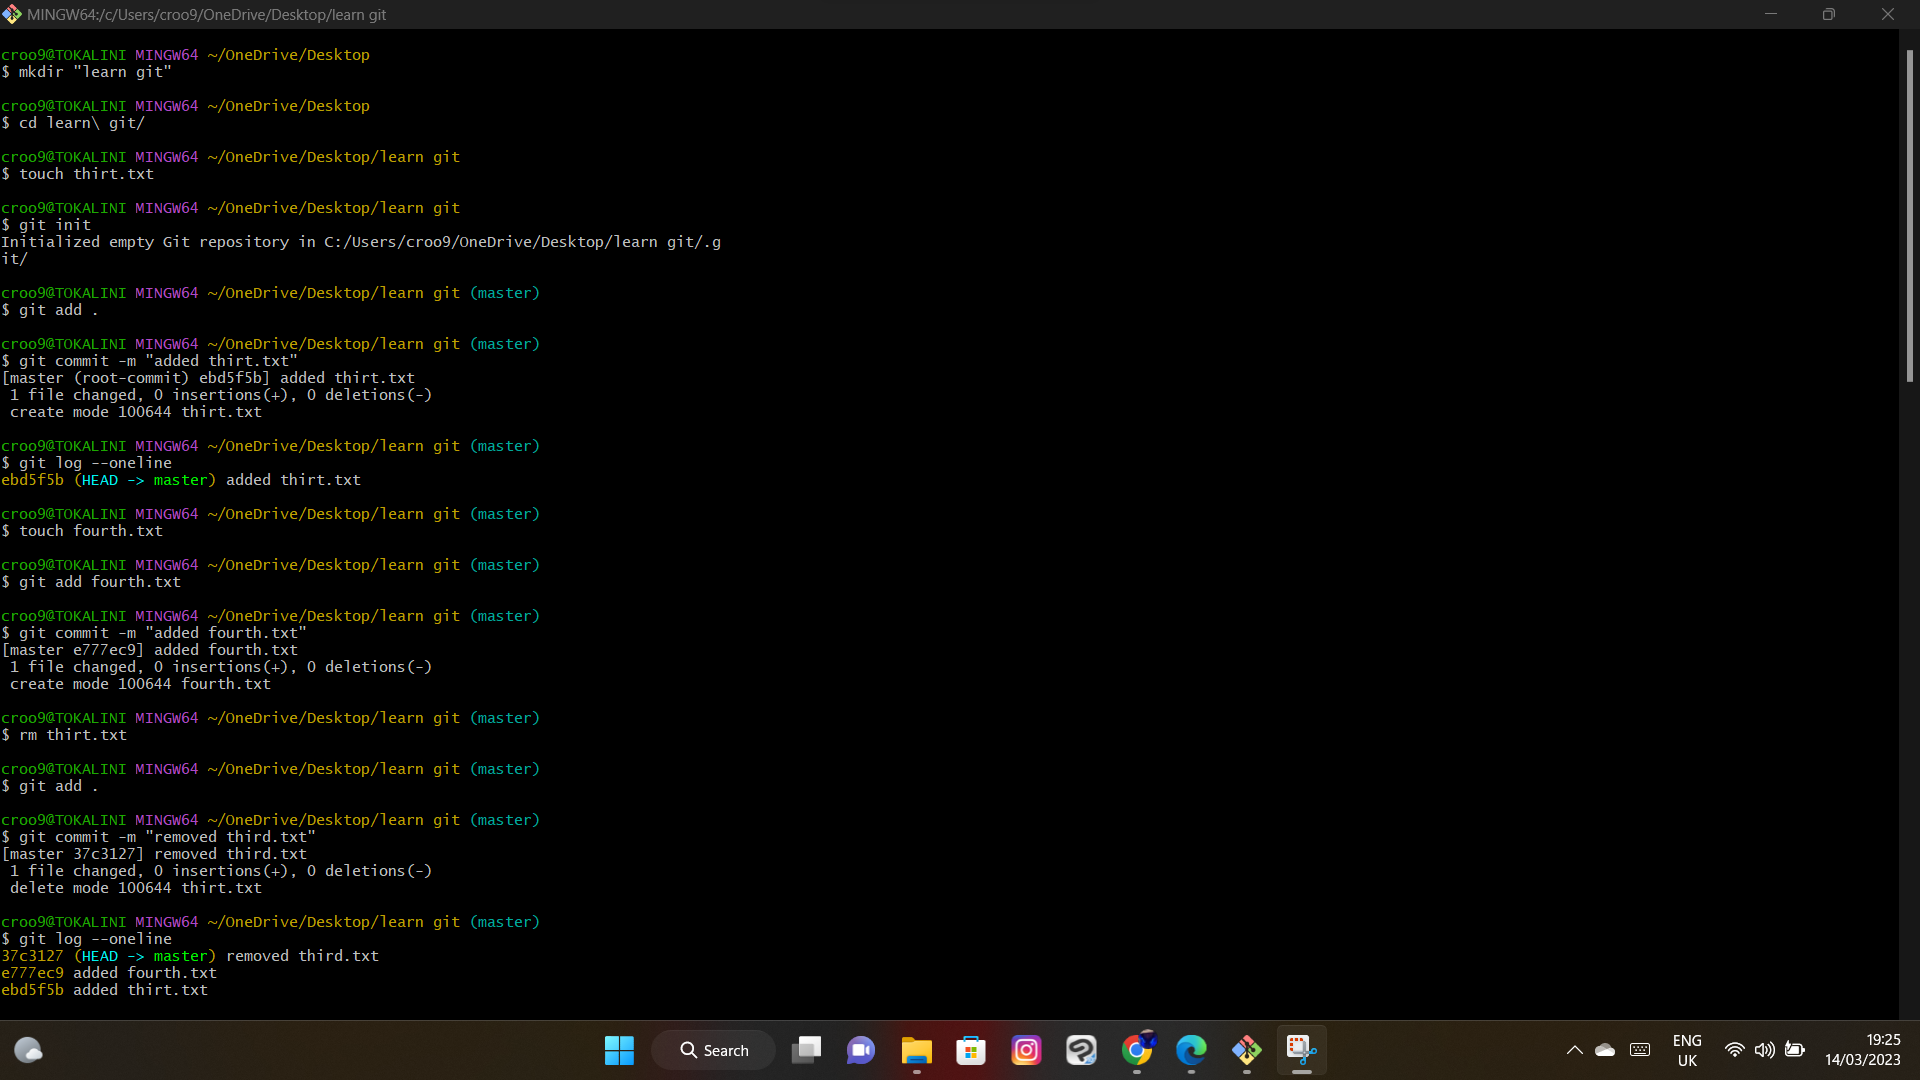 MINGW64:/c/Users/croo9/OneDrive/Desktop/learn git
croo9@TOKALINI MINGW64 ~/OneDrive/Desktop
$ mkdir "learn git"
croo9@TOKALINI MINGW64 ~/OneDrive/Desktop
$ cd learn\ git/
croo9@TOKALINI MINGW64 ~/OneDrive/Desktop/learn git
$ touch thirt.txt
croo9@TOKALINI MINGW64 ~/OneDrive/Desktop/learn git
$ git init
Initialized empty Git repository in C:/Users/croo9/OneDrive/Desktop/learn git/.g
it/
croo9@TOKALINI MINGW64 ~/OneDrive/Desktop/learn git (master)
$ git add .
croo9@TOKALINI MINGW64 ~/OneDrive/Desktop/learn git (master)
$ git commit -m "added thirt.txt"
[master (root-commit) ebd5f5b] added thirt.txt
 1 file changed, 0 insertions(+), 0 deletions(-)
 create mode 100644 thirt.txt
croo9@TOKALINI MINGW64 ~/OneDrive/Desktop/learn git (master)
$ git log --oneline
ebd5f5b (HEAD -> master) added thirt.txt
croo9@TOKALINI MINGW64 ~/OneDrive/Desktop/learn git (master)
$ touch fourth.txt
croo9@TOKALINI MINGW64 ~/OneDrive/Desktop/learn git (master)
$ git add fourth.txt
croo9@TOKALINI MINGW64 ~/OneDrive/Desktop/learn git (master)
$ git commit -m "added fourth.txt"
[master e777ec9] added fourth.txt
 1 file changed, 0 insertions(+), 0 deletions(-)
 create mode 100644 fourth.txt
croo9@TOKALINI MINGW64 ~/OneDrive/Desktop/learn git (master)
$ rm thirt.txt
croo9@TOKALINI MINGW64 ~/OneDrive/Desktop/learn git (master)
$ git add .
croo9@TOKALINI MINGW64 ~/OneDrive/Desktop/learn git (master)
$ git commit -m "removed third.txt"
[master 37c3127] removed third.txt
 1 file changed, 0 insertions(+), 0 deletions(-)
 delete mode 100644 thirt.txt
croo9@TOKALINI MINGW64 ~/OneDrive/Desktop/learn git (master)
$ git log --oneline
37c3127 (HEAD -> master) removed third.txt
e777ec9 added fourth.txt
ebd5f5b added thirt.txt
Search
ENG
UK
19:25
14/03/2023